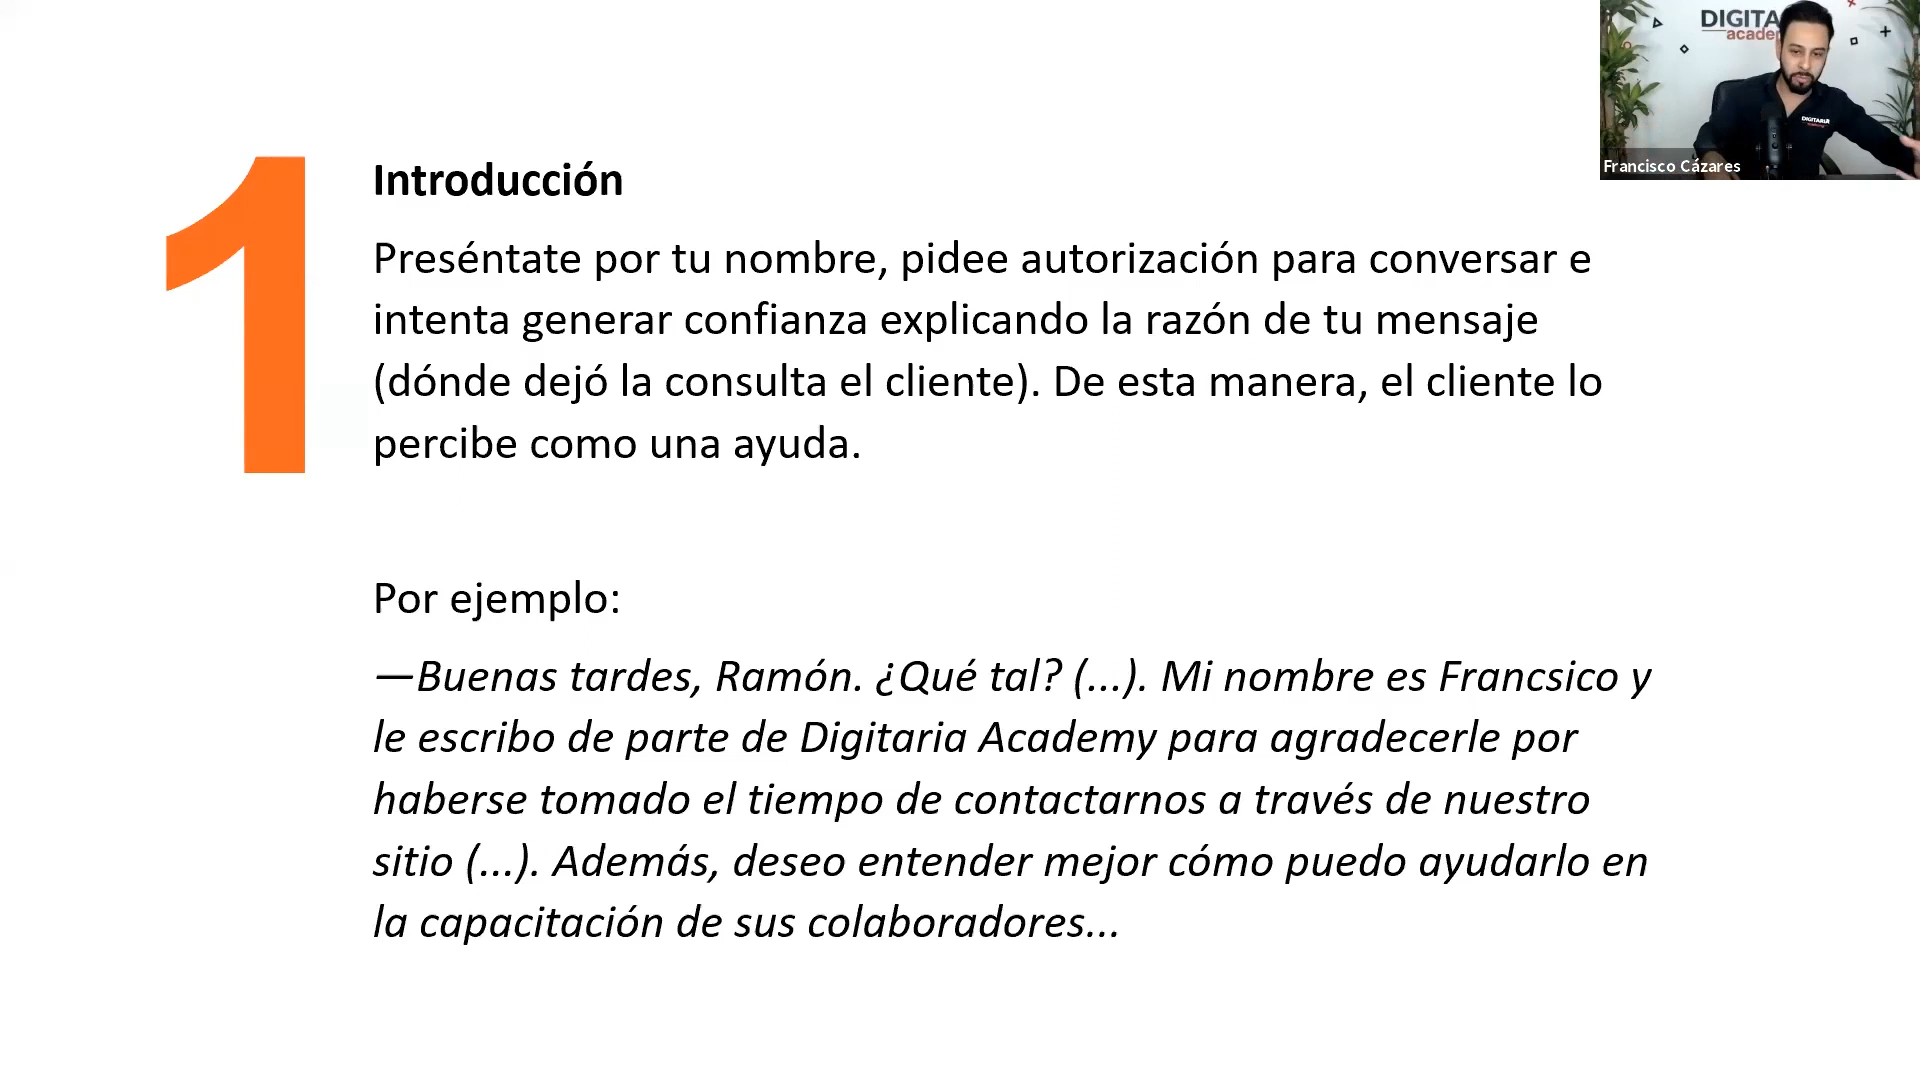 DIGITA
acade
DIGITARIA
Francisco Cázares
1
Introducción
Preséntate por tu nombre, pidee autorización para conversar e
intenta generar confianza explicando la razón de tu mensaje
(dónde dejó la consulta el cliente). De esta manera, el cliente lo
percibe como una ayuda.
Por ejemplo:
—Buenas tardes, Ramón. ¿Qué tal? (...). Mi nombre es Francsico y
le escribo de parte de Digitaria Academy para agradecerle por
haberse tomado el tiempo de contactarnos a través de nuestro
sitio (...). Además, deseo entender mejor cómo puedo ayudarlo en
la capacitación de sus colaboradores...